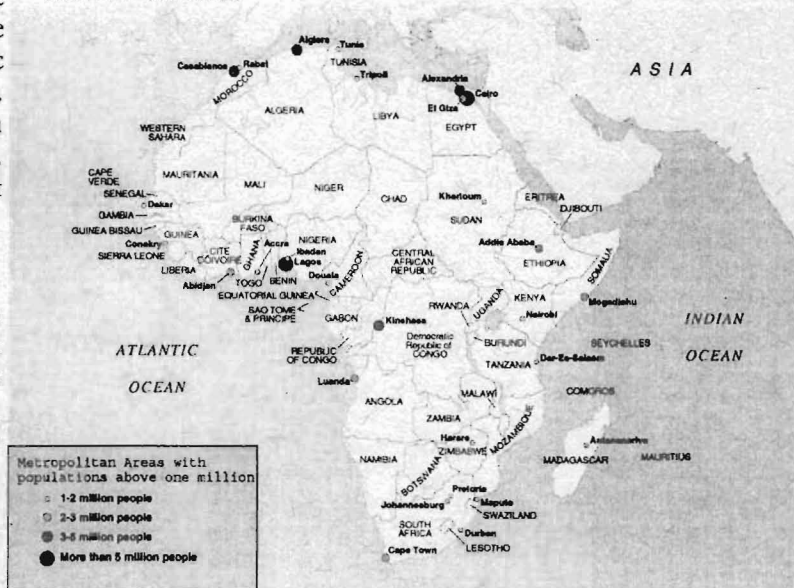 Algiers
Tunis
Casablanca
Rabat
TUNISIA
Tripoli
MOROCCO
ASIA
Alexandria
Cairo
El Giza
ALGERIA
LIBYA
EGYPT
WESTERN
SAHARA
CAPE
VERDE
MAURITANIA
MALI
NIGER
CHAD
Khartoum
ERITREA
DJIBOUTI
SENEGAL
Dakar
GAMBIA
GUINEA BISSAU
GUINEA
BURKINA
FASO
SUDAN
Conakry
SIERRA LEONE
LIBERIA
CITE
DCIVOIRE
GHANA
Accra
NIGERIA
Ibadan
Lagos
Addis Ababa
ETHIOPIA
SOMALIA
CENTRAL
AFRICAN
REPUBLIC
Abidjan
TOGO
BENIN
Douala
CAMEROON
EQUATORIAL GUINEA
SAO TOME
& PRINCIPE
GABON
Kinshasa
RWANDA
UGANDA
KENYA
Nairobi
Mogadishu
INDIAN
OCEAN
ATLANTIC
OCEAN
REPUBLIC
OF CONGO
Democratic
Republic of
CONGO
BURUNDI
SEYCHELLES
TANZANIA
Dar-Es-Salaam
Luanda
ANGOLA
MALAWI
COMOROS
ZAMBIA
MOZAMBIQUE
Harare
ZIMBABWE
Antananarivo
MADAGASCAR
MAURITIUS
NAMIBIA
BOTSWANA
Pretoria
Johannesburg
Maputo
SWAZILAND
SOUTH
AFRICA
Durban
LESOTHO
Cape Town
Metropolitan Areas with
populations above one million
1-2 million people
2-3 million people
3-5 million people
More than 5 million people